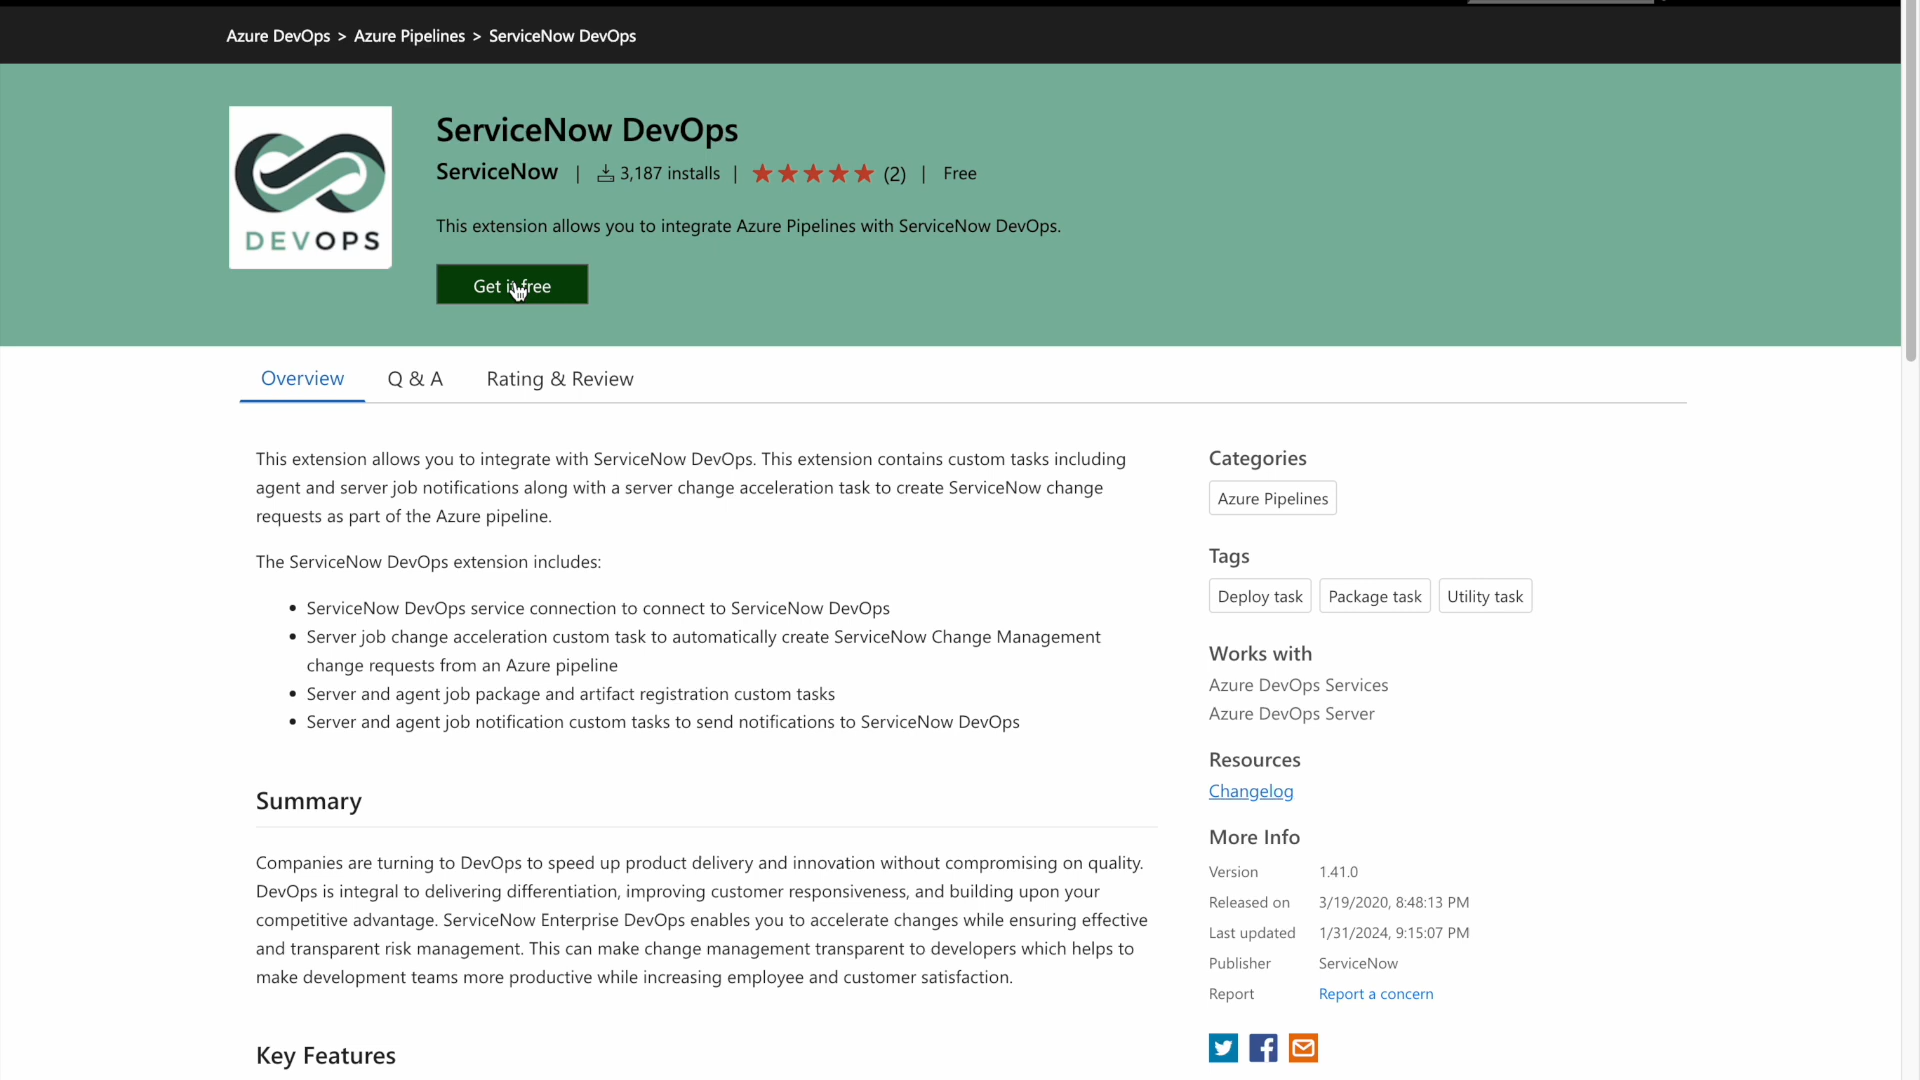 Azure DevOps > Azure Pipelines > ServiceNow DevOps
DEVOPS
ServiceNow DevOps
ServiceNow | 3,187 installs | (2) | Free
This extension allows you to integrate Azure Pipelines with ServiceNow DevOps.
Get it free
Overview Q & A Rating & Review
This extension allows you to integrate with ServiceNow DevOps. This extension contains custom tasks including
agent and server job notifications along with a server change acceleration task to create ServiceNow change
requests as part of the Azure pipeline.
The ServiceNow DevOps extension includes:
• ServiceNow DevOps service connection to connect to ServiceNow DevOps
• Server job change acceleration custom task to automatically create ServiceNow Change Management
change requests from an Azure pipeline
• Server and agent job package and artifact registration custom tasks
• Server and agent job notification custom tasks to send notifications to ServiceNow DevOps
Summary
Companies are turning to DevOps to speed up product delivery and innovation without compromising on quality.
DevOps is integral to delivering differentiation, improving customer responsiveness, and building upon your
competitive advantage. ServiceNow Enterprise DevOps enables you to accelerate changes while ensuring effective
and transparent risk management. This can make change management transparent to developers which helps to
make development teams more productive while increasing employee and customer satisfaction.
Key Features
Categories
Azure Pipelines
Tags
Deploy task Package task Utility task
Works with
Azure DevOps Services
Azure DevOps Server
Resources
Changelog
More Info
Version 1.41.0
Released on 3/19/2020, 8:48:13 PM
Last updated 1/31/2024, 9:15:07 PM
Publisher ServiceNow
Report Report a concern